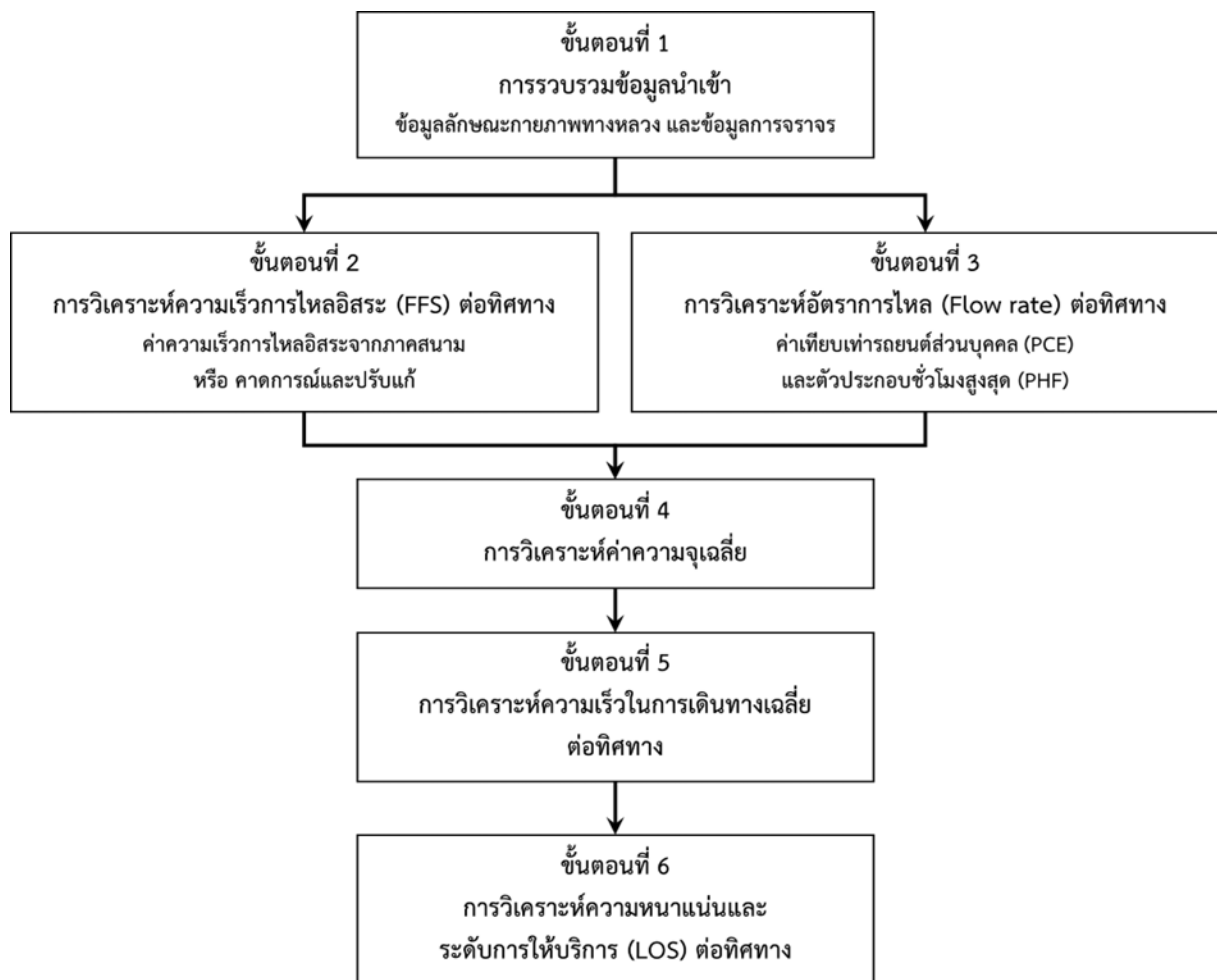 ขั้นตอนที่ 1
การรวบรวมข้อมูลนำเข้า
ข้อมูลลักษณะกายภาพทางหลวง และข้อมูลการจราจร
ขั้นตอนที่ 2
การวิเคราะห์ความเร็วการไหลอิสระ (FFS) ต่อทิศทาง
ค่าความเร็วการไหลอิสระจากภาคสนาม
หรือ คาดการณ์และปรับแก้
ขั้นตอนที่ 3
การวิเคราะห์อัตราการไหล (Flow rate) ต่อทิศทาง
ค่าเทียบเท่ารถยนต์ส่วนบุคคล (PCE)
และตัวประกอบชั่วโมงสูงสุด (PHF)
ขั้นตอนที่ 4
การวิเคราะห์ค่าความจุเฉลี่ย
ขั้นตอนที่ 5
การวิเคราะห์ความเร็วในการเดินทางเฉลี่ย
ต่อทิศทาง
ขั้นตอนที่ 6
การวิเคราะห์ความหนาแน่นและ
ระดับการให้บริการ (LOS) ต่อทิศทาง